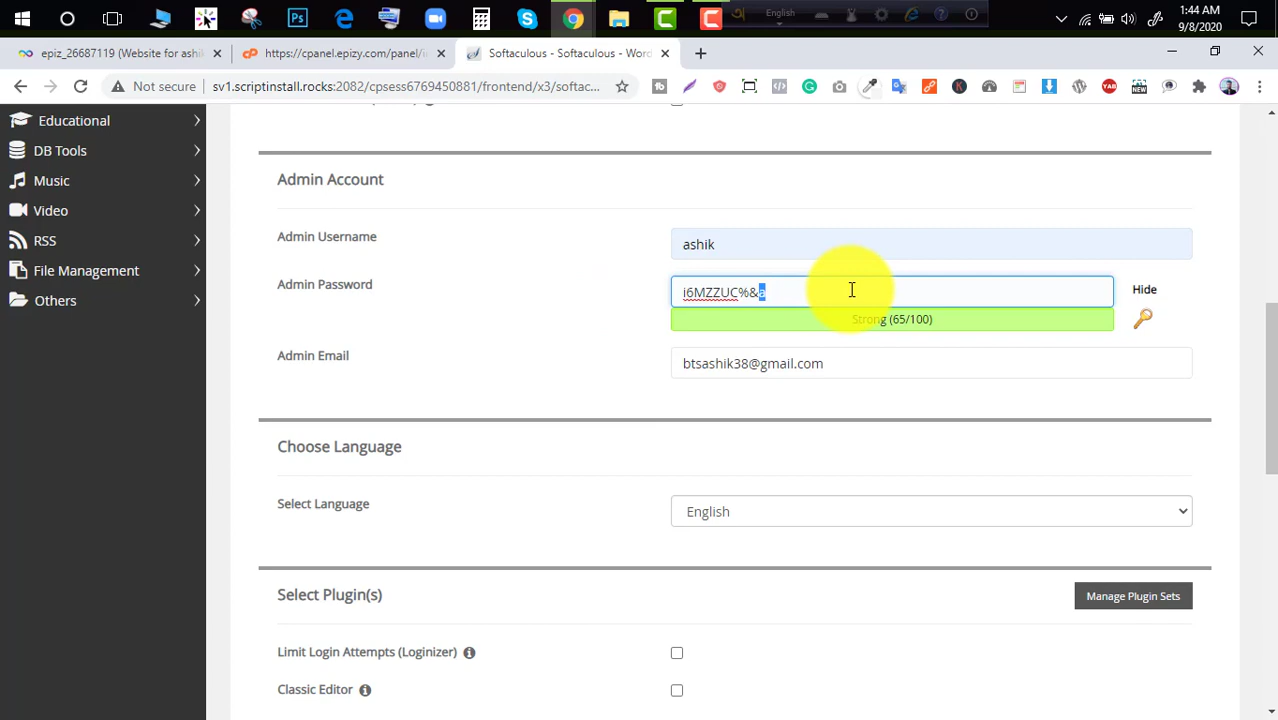 English
1:44 AM
9/8/2020
epiz_26687119 (Website for ashik
https://cpanel.epizy.com/panel/i
Softaculous - Softaculous - Word
Not secure
sv1.scriptinstall.rocks:2082/cpsess6769450881/frontend/x3/softac...
Educational
DB Tools
Music
Video
RSS
File Management
Others
Admin Account
Admin Username
ashik
Admin Password
i6MZZUC%&a
Hide
Strong (65/100)
Admin Email
btsashik38@gmail.com
Choose Language
Select Language
English
Select Plugin(s)
Manage Plugin Sets
Limit Login Attempts (Loginizer)
Classic Editor